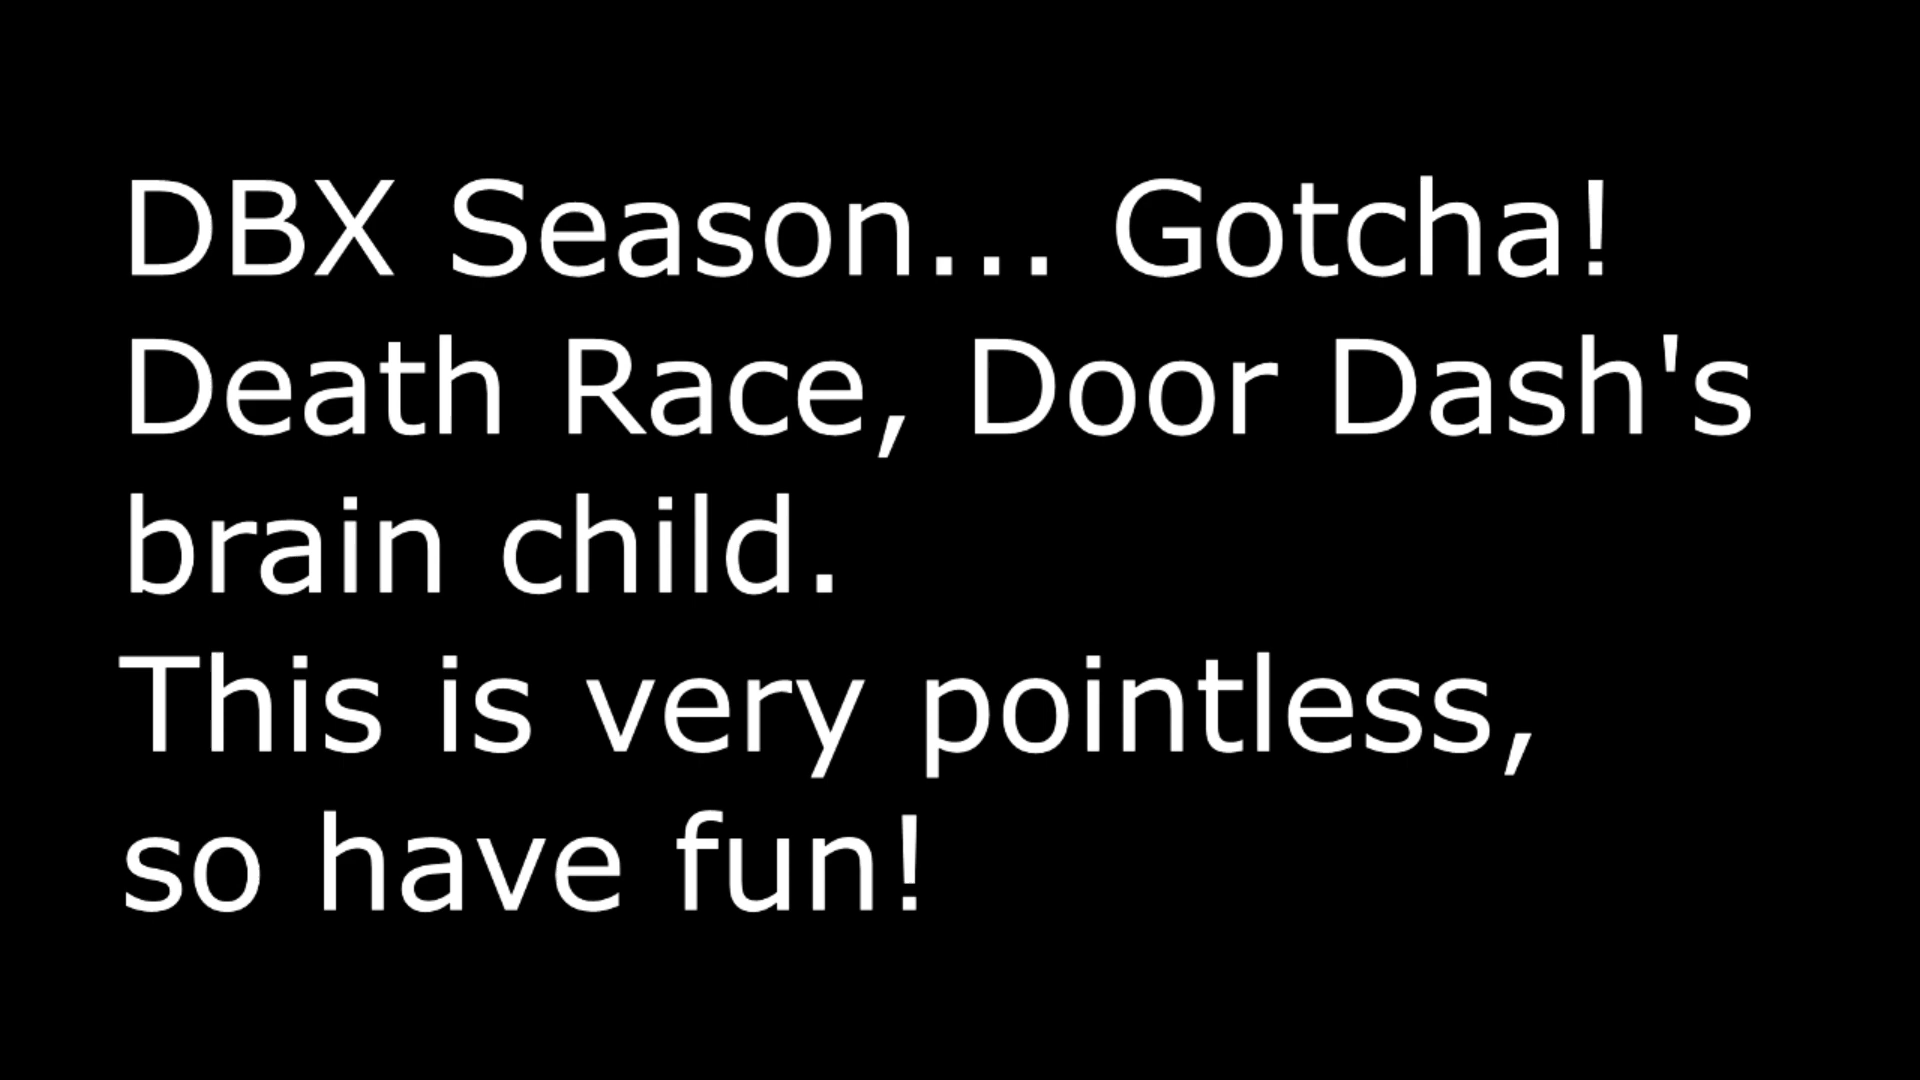 DBX Season... Gotcha!
Death Race, Door Dash's
brain child.
This is very pointless,
so have fun!